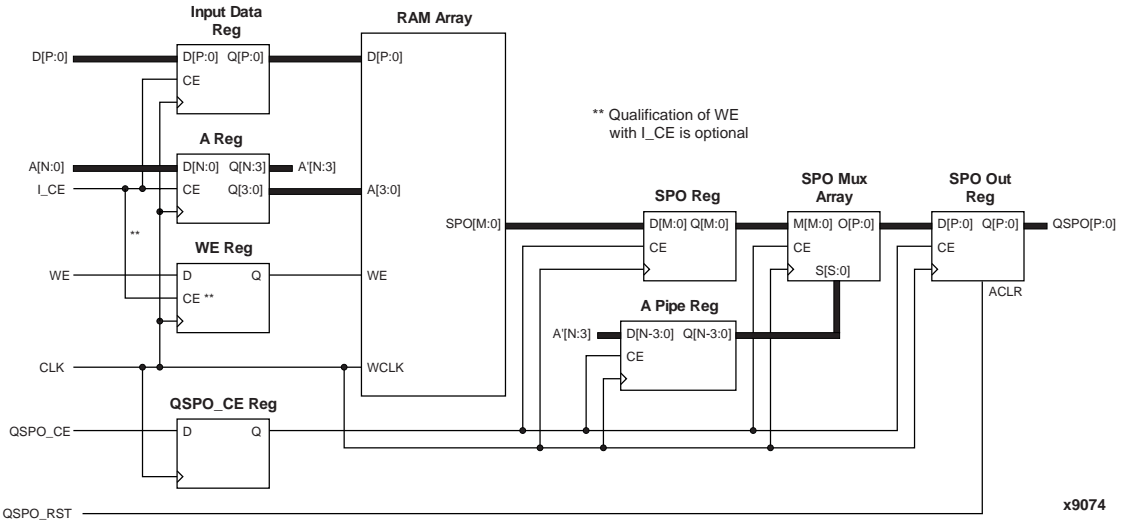 Input Data
Reg
RAM Array
D[P:0]
D[P:0] Q[P:0]
D[P:0]
CE
** Qualification of WE
with I_CE is optional
A Reg
A[N:0]
D[N:0] Q[N:3]
A'[N:3]
I_CE
CE
Q[3:0]
A[3:0]
SPO[M:0]
SPO Reg
D[M:0] Q[M:0]
CE
SPO Mux
Array
M[M:0] O[P:0]
CE
S[S:0]
SPO Out
Reg
D[P:0] Q[P:0]
CE
QSPO[P:0]
ACLR
**
WE Reg
WE
D
Q
WE
CE **
A Pipe Reg
A'[N:3]
D[N-3:0] Q[N-3:0]
CE
CLK
WCLK
QSPO_CE Reg
QSPO_CE
D
Q
QSPO_RST
x9074